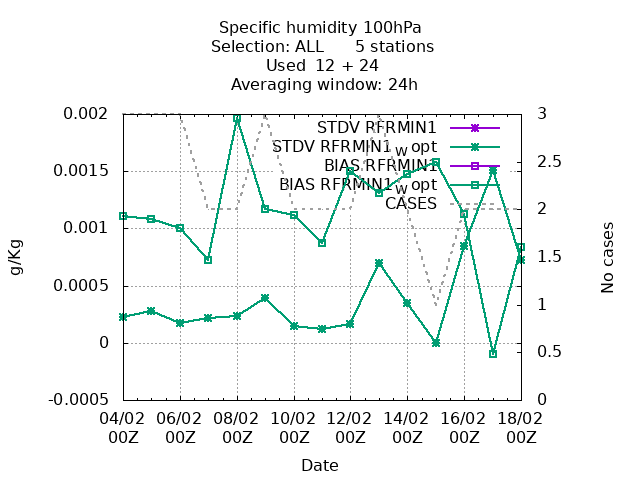 Specific humidity 100hPa
Selection: ALL 5 stations
Used 12 + 24
Averaging window: 24h
0.002
0.0015
0.001
0.0005
0
-0.0005
g/Kg
STDV RFRMIN1
STDV RFRMIN1_w opt
BIAS RFRMIN1
BIAS RFRMIN1_w opt
CASES
3
2.5
2
1.5
1
0.5
0
No cases
04/02 06/02 08/02 10/02 12/02 14/02 16/02 18/02
00Z 00Z 00Z 00Z 00Z 00Z 00Z 00Z
Date